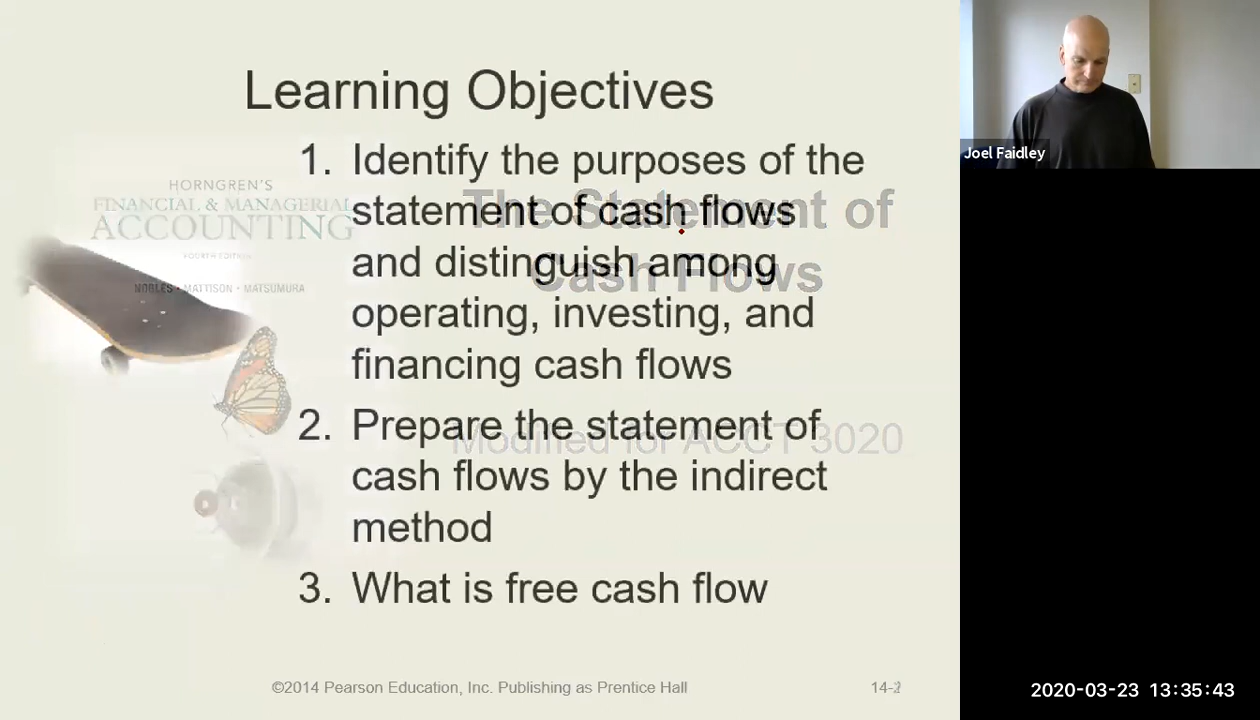 Learning Objectives
1. Identify the purposes of the
statement of cash flows
and distinguish among
operating, investing, and
financing cash flows
2. Prepare the statement of
cash flows by the indirect
method
3. What is free cash flow
HORNGREN'S
FINANCIAL & MANAGERIAL
ACCOUNTING
FOURTH EDITION
NOBLES • MATTISON • MATSUMURA
The Statement of
Cash Flows
Modified for ACCT 3020
©2014 Pearson Education, Inc. Publishing as Prentice Hall
14-2
Joel Faidley
2020-03-23 13:35:43